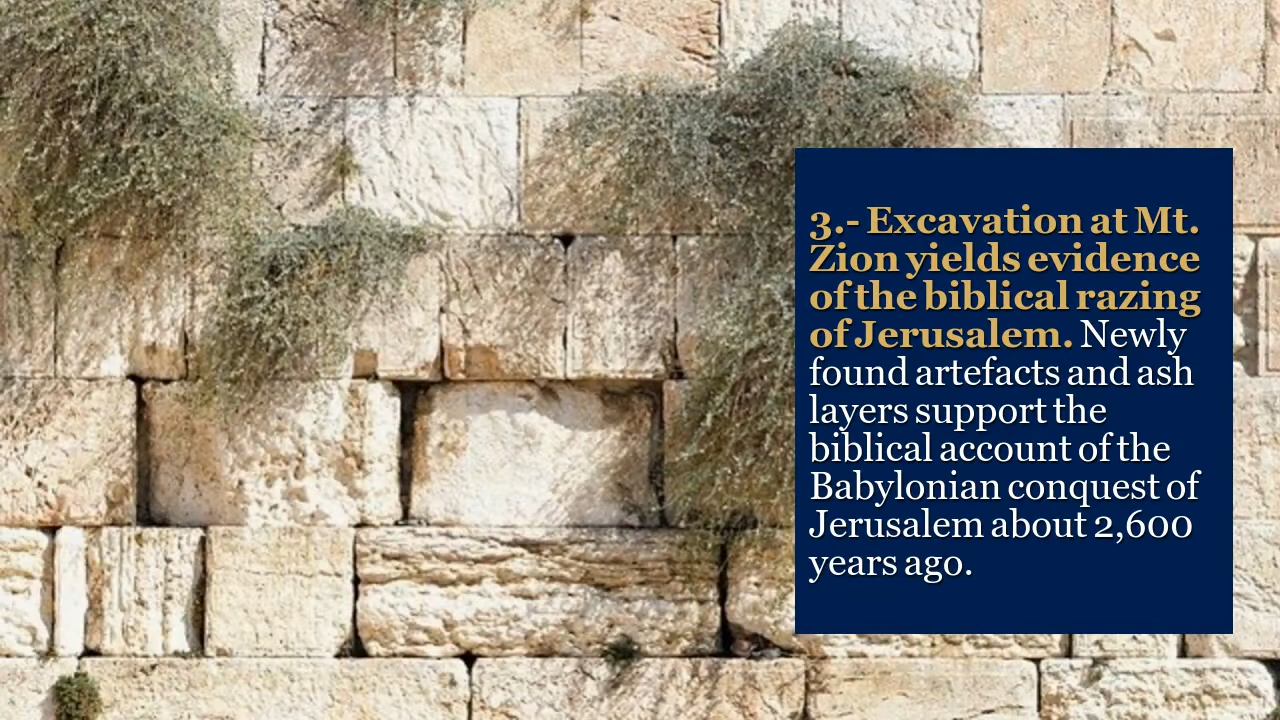 3.- Excavation at Mt.
Zion yields evidence
of the biblical razing
of Jerusalem. Newly
found artefacts and ash
layers support the
biblical account of the
Babylonian conquest of
Jerusalem about 2,600
years ago.